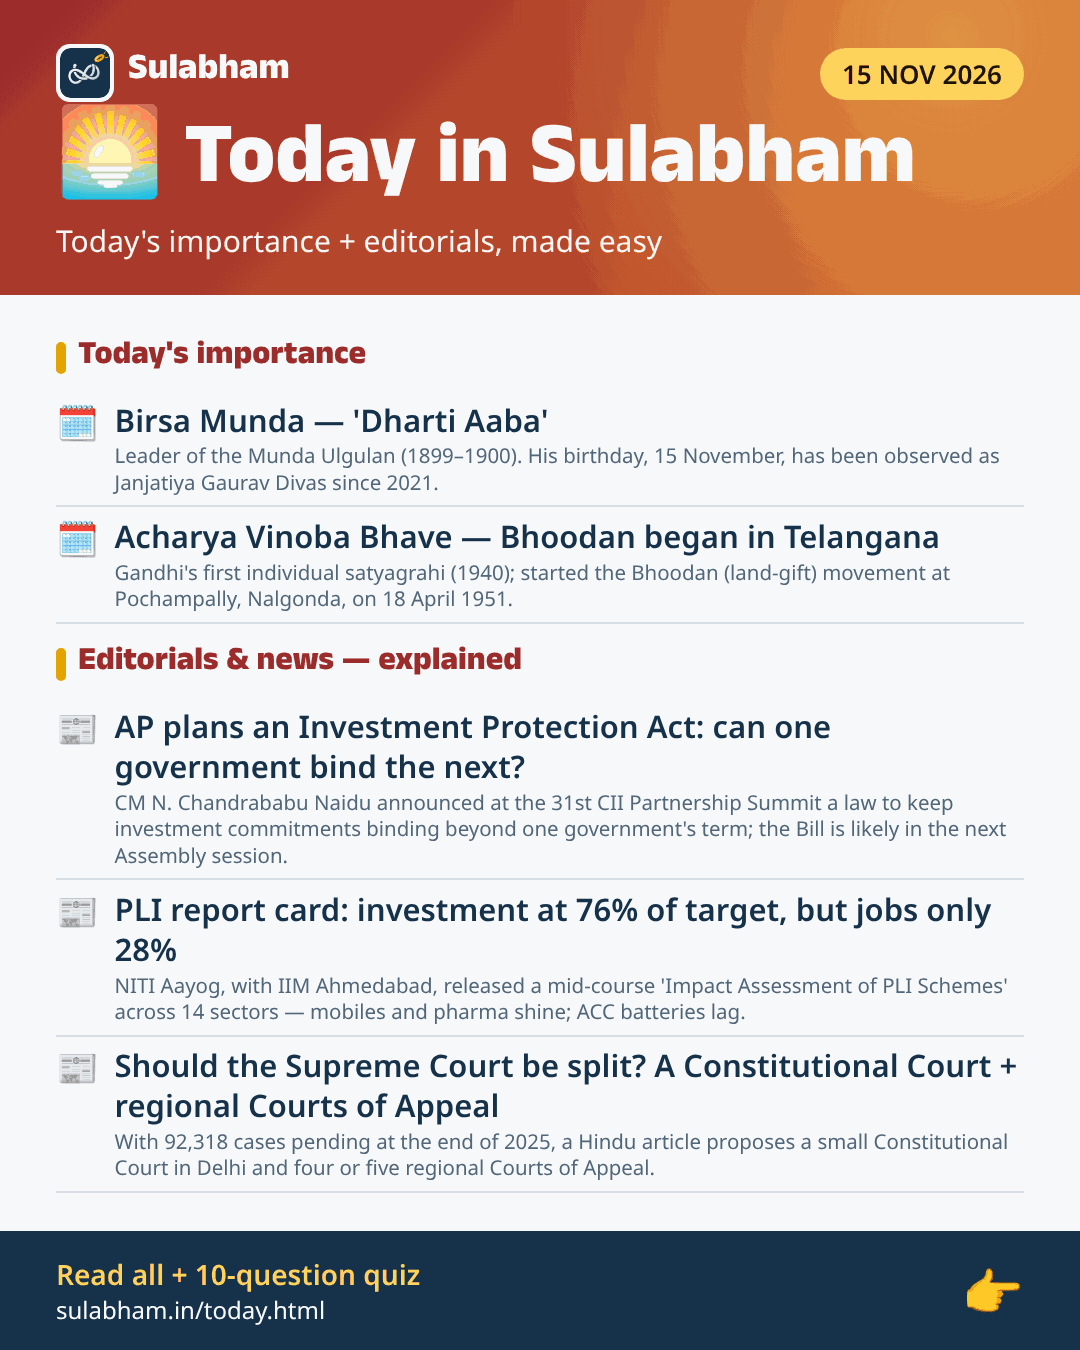 Sulabham
15 NOV 2026
Today in Sulabham
Today's importance + editorials, made easy
Today's importance
Birsa Munda — 'Dharti Aaba'
Leader of the Munda Ulgulan (1899–1900). His birthday, 15 November, has been observed as
Janjatiya Gaurav Divas since 2021.
Acharya Vinoba Bhave — Bhoodan began in Telangana
Gandhi's first individual satyagrahi (1940); started the Bhoodan (land-gift) movement at
Pochampally, Nalgonda, on 18 April 1951.
Editorials & news — explained
AP plans an Investment Protection Act: can one
government bind the next?
CM N. Chandrababu Naidu announced at the 31st CII Partnership Summit a law to keep
investment commitments binding beyond one government's term; the Bill is likely in the next
Assembly session.
PLI report card: investment at 76% of target, but jobs only
28%
NITI Aayog, with IIM Ahmedabad, released a mid-course 'Impact Assessment of PLI Schemes'
across 14 sectors — mobiles and pharma shine; ACC batteries lag.
Should the Supreme Court be split? A Constitutional Court +
regional Courts of Appeal
With 92,318 cases pending at the end of 2025, a Hindu article proposes a small Constitutional
Court in Delhi and four or five regional Courts of Appeal.
Read all + 10-question quiz
sulabham.in/today.html